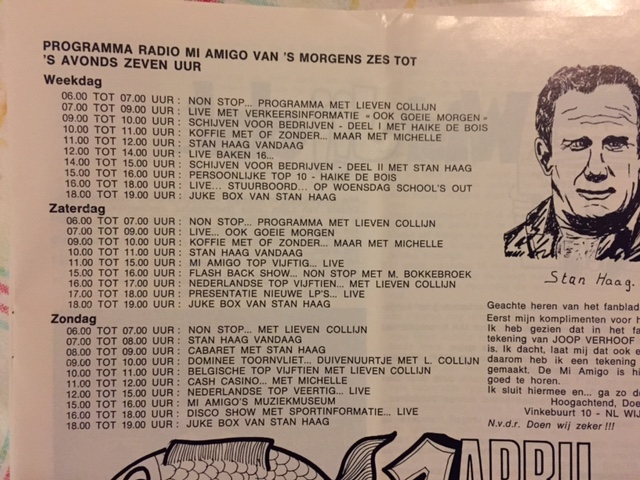 PROGRAMMA RADIO MI AMIGO VAN 'S MORGENS ZES TOT
'S AVONDS ZEVEN UUR
Weekdag
06.00 TOT 07.00 UUR : NON STOP... PROGRAMMA MET LIEVEN COLLIJN
07.00 TOT 09.00 UUR : LIVE MET VERKEERSINFORMATIE «OOK GOEIE MORGEN»
09.00 TOT 10.00 UUR : SCHIJVEN VOOR BEDRIJVEN - DEEL I MET HAIKE DE BOIS
10.00 TOT 11.00 UUR : KOFFIE MET OF ZONDER... MAAR MET MICHELLE
11.00 TOT 12.00 UUR : STAN HAAG VANDAAG
12.00 TOT 14.00 UUR : LIVE BAKEN 16...
14.00 TOT 15.00 UUR : SCHIJVEN VOOR BEDRIJVEN - DEEL II MET STAN HAAG
15.00 TOT 16.00 UUR : PERSOONLIJKE TOP 10 - HAIKE DE BOIS
16.00 TOT 18.00 UUR : LIVE... STUURBOORD... OP WOENSDAG SCHOOL'S OUT
18.00 TOT 19.00 UUR : JUKE BOX VAN STAN HAAG
Zaterdag
06.00 TOT 07.00 UUR : NON STOP... PROGRAMMA MET LIEVEN COLLIJN
07.00 TOT 09.00 UUR : LIVE... OOK GOEIE MORGEN
09.00 TOT 10.00 UUR : KOFFIE MET OF ZONDER... MAAR MET MICHELLE
10.00 TOT 11.00 UUR : STAN HAAG VANDAAG
11.00 TOT 15.00 UUR : MI AMIGO TOP VIJFTIG... LIVE
15.00 TOT 16.00 UUR : FLASH BACK SHOW... NON STOP MET M. BOKKEBROEK
16.00 TOT 17.00 UUR : NEDERLANDSE TOP VIJFTIEN... MET LIEVEN COLLIJN
17.00 TOT 18.00 UUR : PRESENTATIE NIEUWE LP'S... LIVE
18.00 TOT 19.00 UUR : JUKE BOX VAN STAN HAAG
Zondag
06.00 TOT 07.00 UUR : NON STOP... MET LIEVEN COLLIJN
07.00 TOT 08.00 UUR : STAN HAAG VANDAAG
08.00 TOT 09.00 UUR : CABARET MET STAN HAAG
09.00 TOT 10.00 UUR : DOMINEE TOORNVLIET... DUIVENUURTJE MET L. COLLIJN
10.00 TOT 11.00 UUR : BELGISCHE TOP VIJFTIEN MET LIEVEN COLLIJN
11.00 TOT 12.00 UUR : CASH CASINO... MET MICHELLE
12.00 TOT 15.00 UUR : NEDERLANDSE TOP VEERTIG... LIVE
15.00 TOT 16.00 UUR : MI AMIGO'S MUZIEKMUSEUM
16.00 TOT 18.00 UUR : DISCO SHOW MET SPORTINFORMATIE... LIVE
18.00 TOT 19.00 UUR : JUKE BOX VAN STAN HAAG
Stan Haag.
Geachte heren van het fanblad
Eerst mijn komplimenten voor h
Ik heb gezien dat in het fa
tekening van JOOP VERHOOF
is. Ik dacht, laat mij dat ook e
daarom heb ik een tekening
gemaakt. De Mi Amigo is hi
goed te horen.
Ik sluit hiermee en... ga zo do
Hoogachtend, Doe
Vinkebuurt 10 - NL WIJ
N.v.d.r. Doen wij zeker !!!
1 APRIL